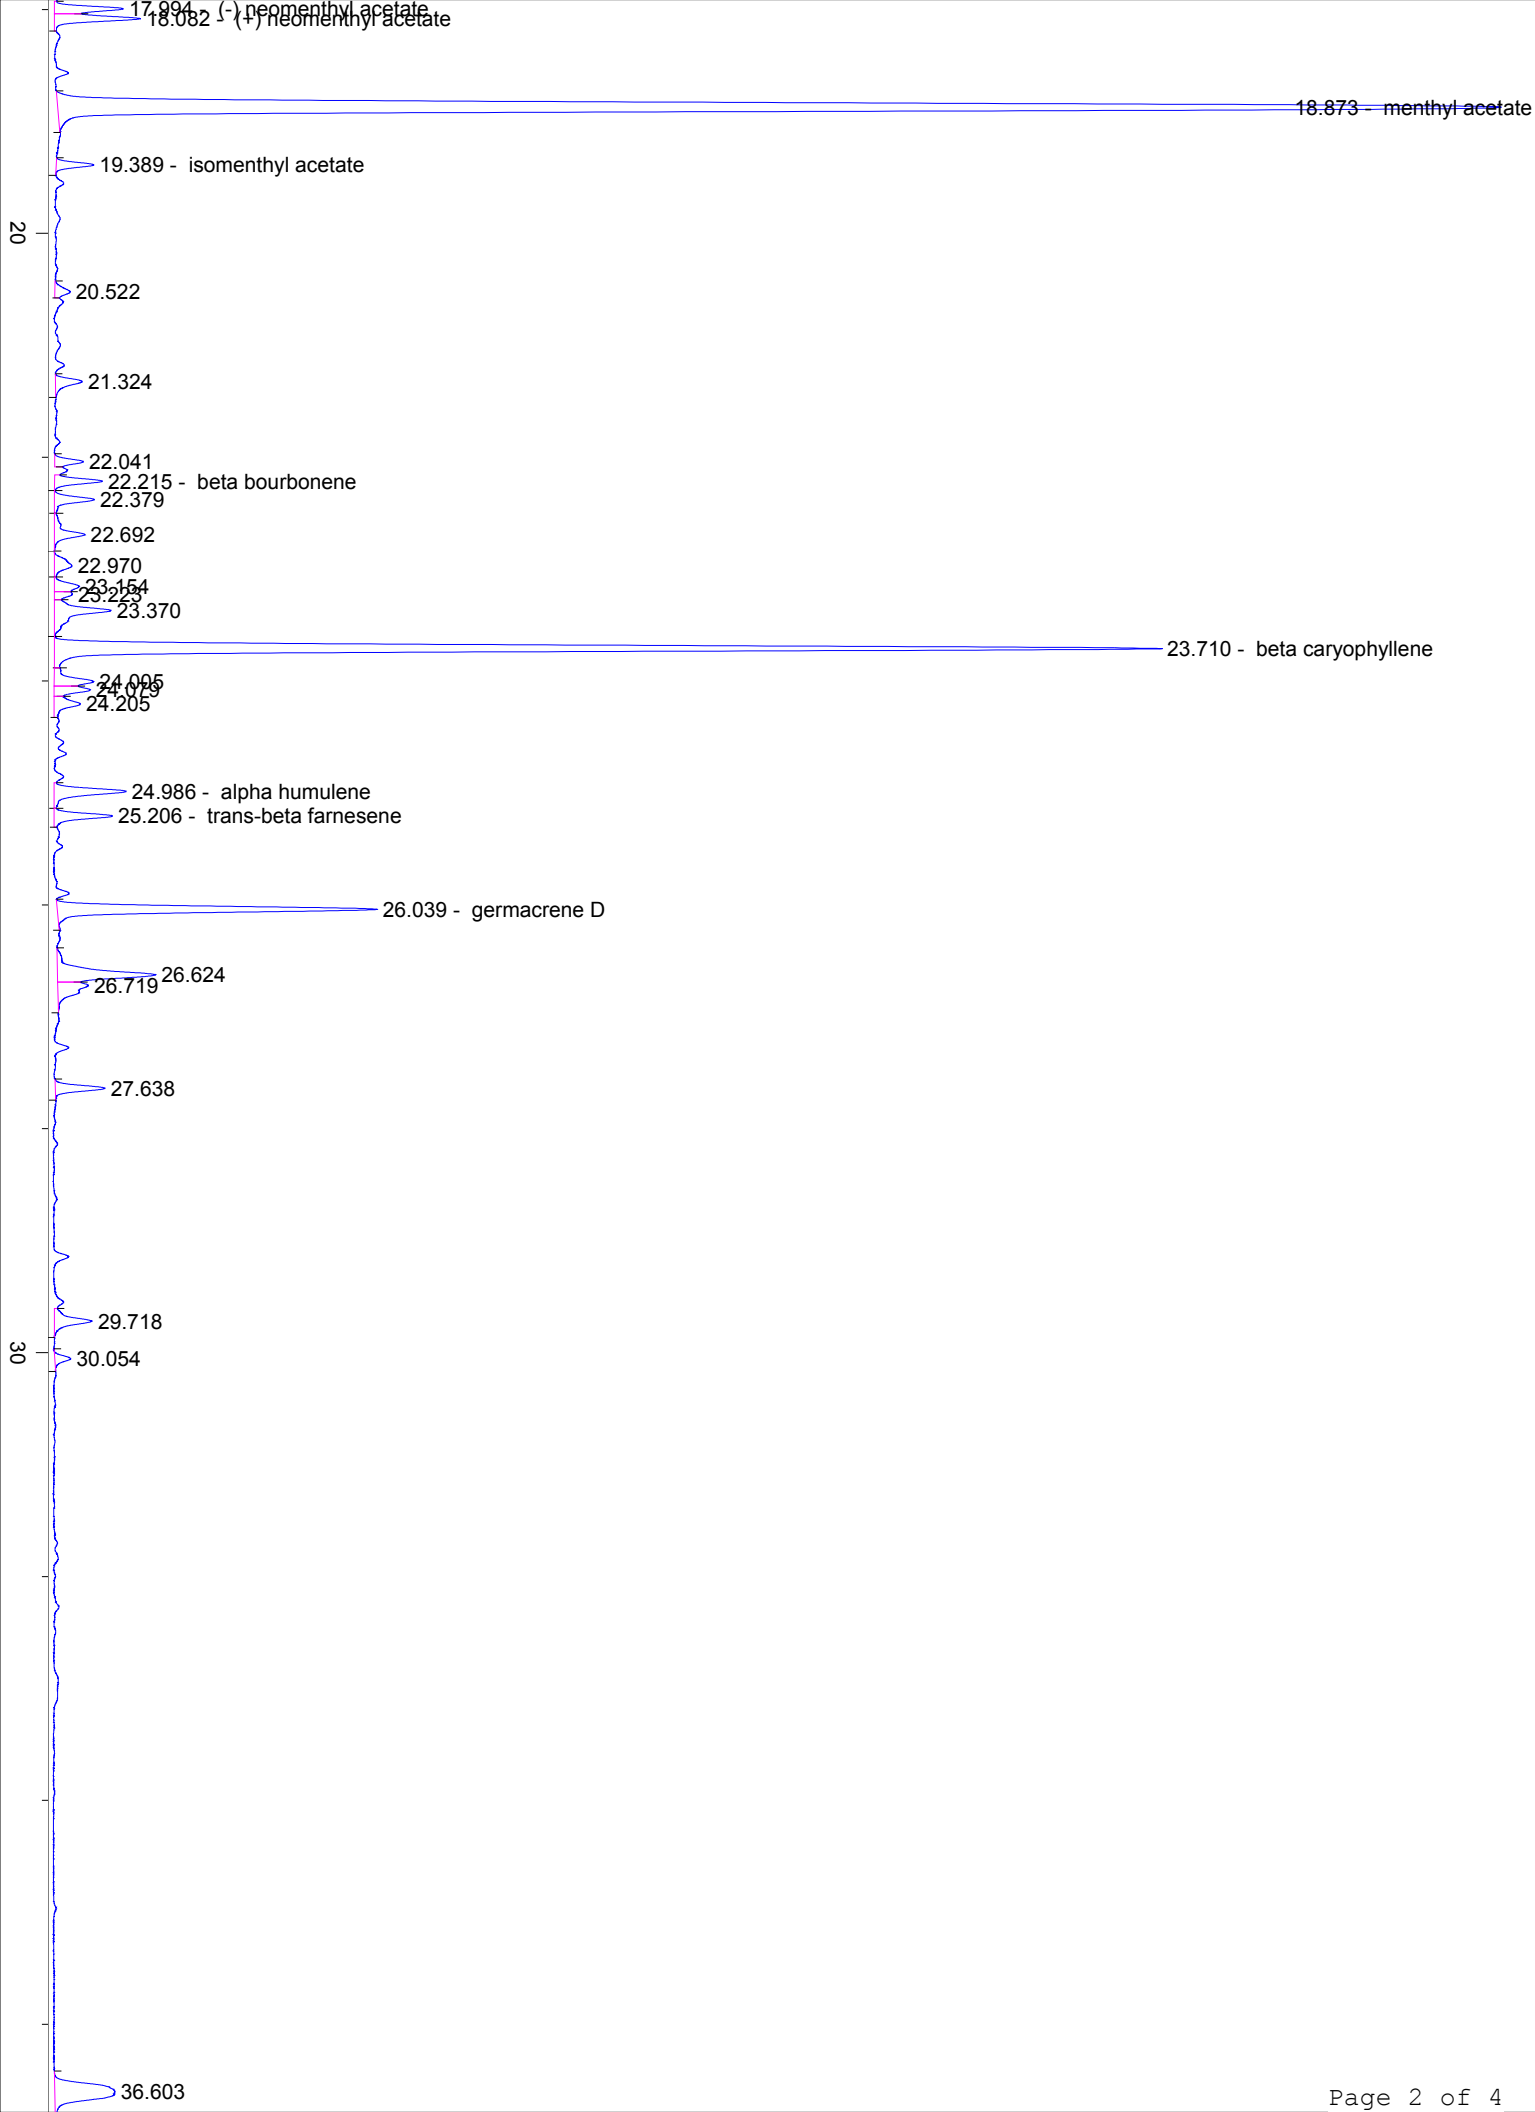 17.994 - (-) neomenthyl acetate
18.082 - (+) neomenthyl acetate
18.873 - menthyl acetate
19.389 - isomenthyl acetate
20
20.522
21.324
22.041
22.215 - beta bourbonene
22.379
22.692
22.970
23.154
23.223
23.370
23.710 - beta caryophyllene
24.005
24.079
24.205
24.986 - alpha humulene
25.206 - trans-beta farnesene
26.039 - germacrene D
26.624
26.719
27.638
29.718
30
30.054
36.603
Page 2 of 4